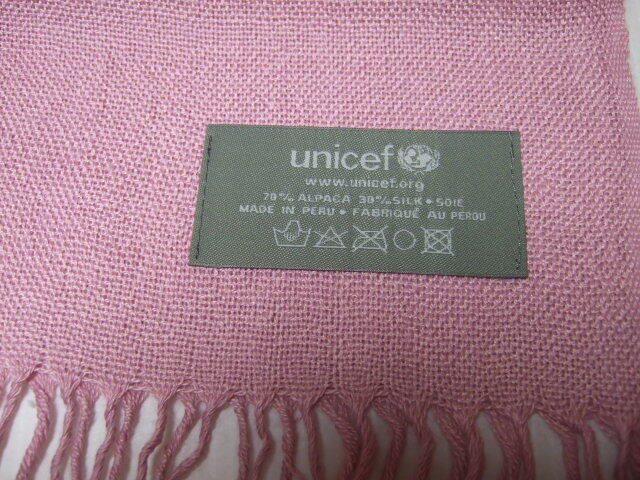 unicef
www.unicef.org
70% ALPACA 30% SILK • SOIE
MADE IN PERU • FABRIQUÉ AU PEROU